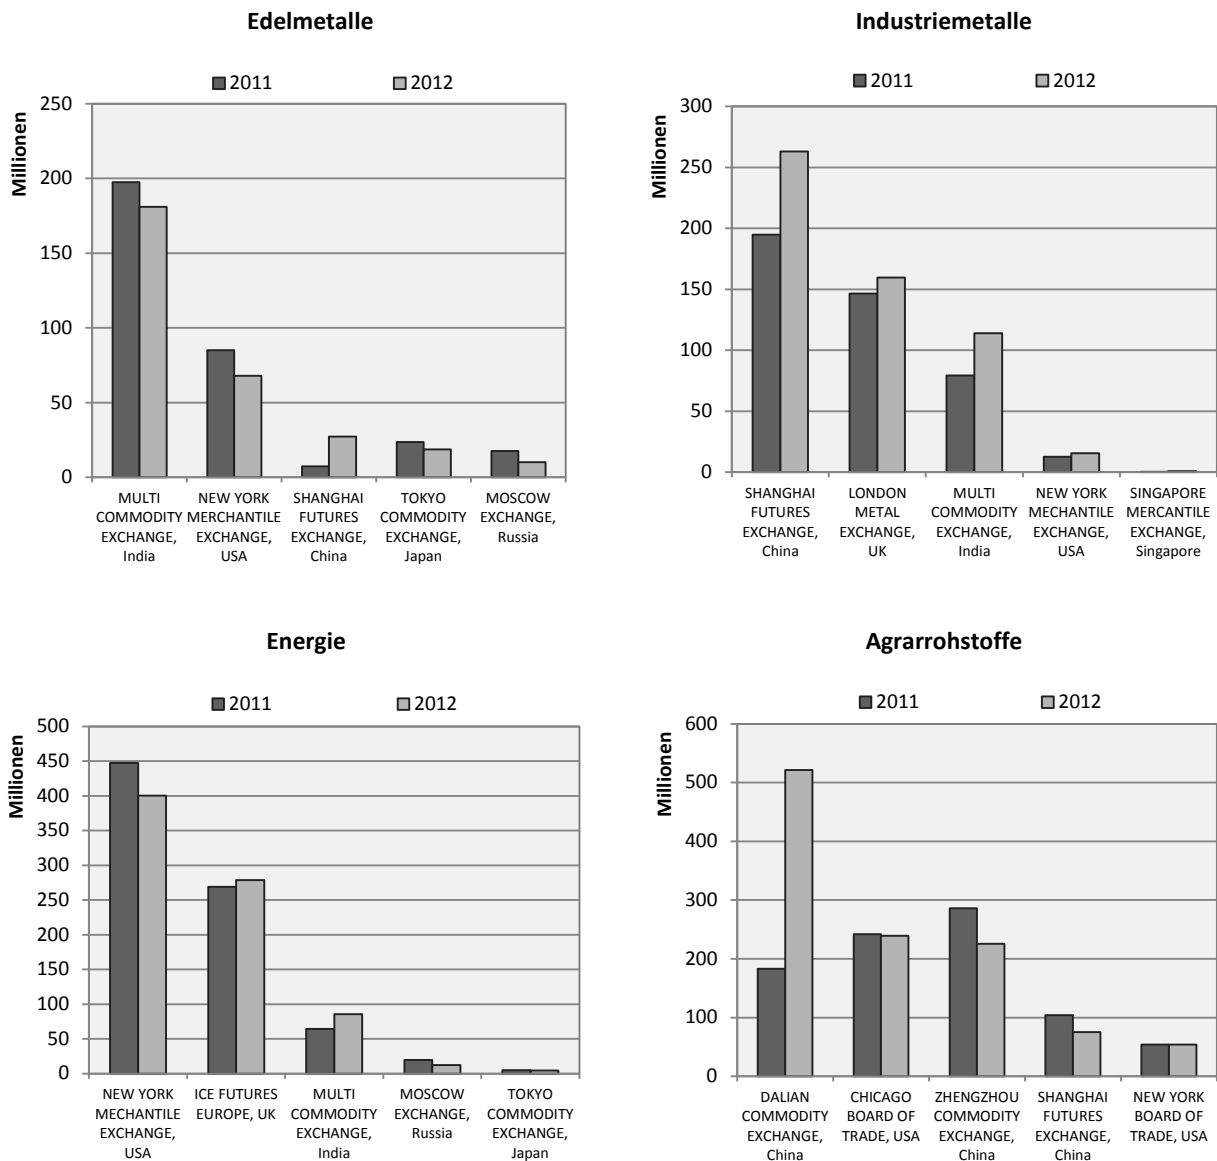 Edelmetalle
2011 2012
Millionen
250
200
150
100
50
0
MULTI
COMMODITY
EXCHANGE,
India
NEW YORK
MERCHANTILE
EXCHANGE,
USA
SHANGHAI
FUTURES
EXCHANGE,
China
TOKYO
COMMODITY
EXCHANGE,
Japan
MOSCOW
EXCHANGE,
Russia
Industriemetalle
2011 2012
Millionen
300
250
200
150
100
50
0
SHANGHAI
FUTURES
EXCHANGE,
China
LONDON
METAL
EXCHANGE,
UK
MULTI
COMMODITY
EXCHANGE,
India
NEW YORK
MECHANTILE
EXCHANGE,
USA
SINGAPORE
MERCANTILE
EXCHANGE,
Singapore
Energie
2011 2012
Millionen
500
450
400
350
300
250
200
150
100
50
0
NEW YORK
MECHANTILE
EXCHANGE,
USA
ICE FUTURES
EUROPE, UK
MULTI
COMMODITY
EXCHANGE,
India
MOSCOW
EXCHANGE,
Russia
TOKYO
COMMODITY
EXCHANGE,
Japan
Agrarrohstoffe
2011 2012
Millionen
600
500
400
300
200
100
0
DALIAN
COMMODITY
EXCHANGE,
China
CHICAGO
BOARD OF
TRADE, USA
ZHENGZHOU
COMMODITY
EXCHANGE,
China
SHANGHAI
FUTURES
EXCHANGE,
China
NEW YORK
BOARD OF
TRADE, USA